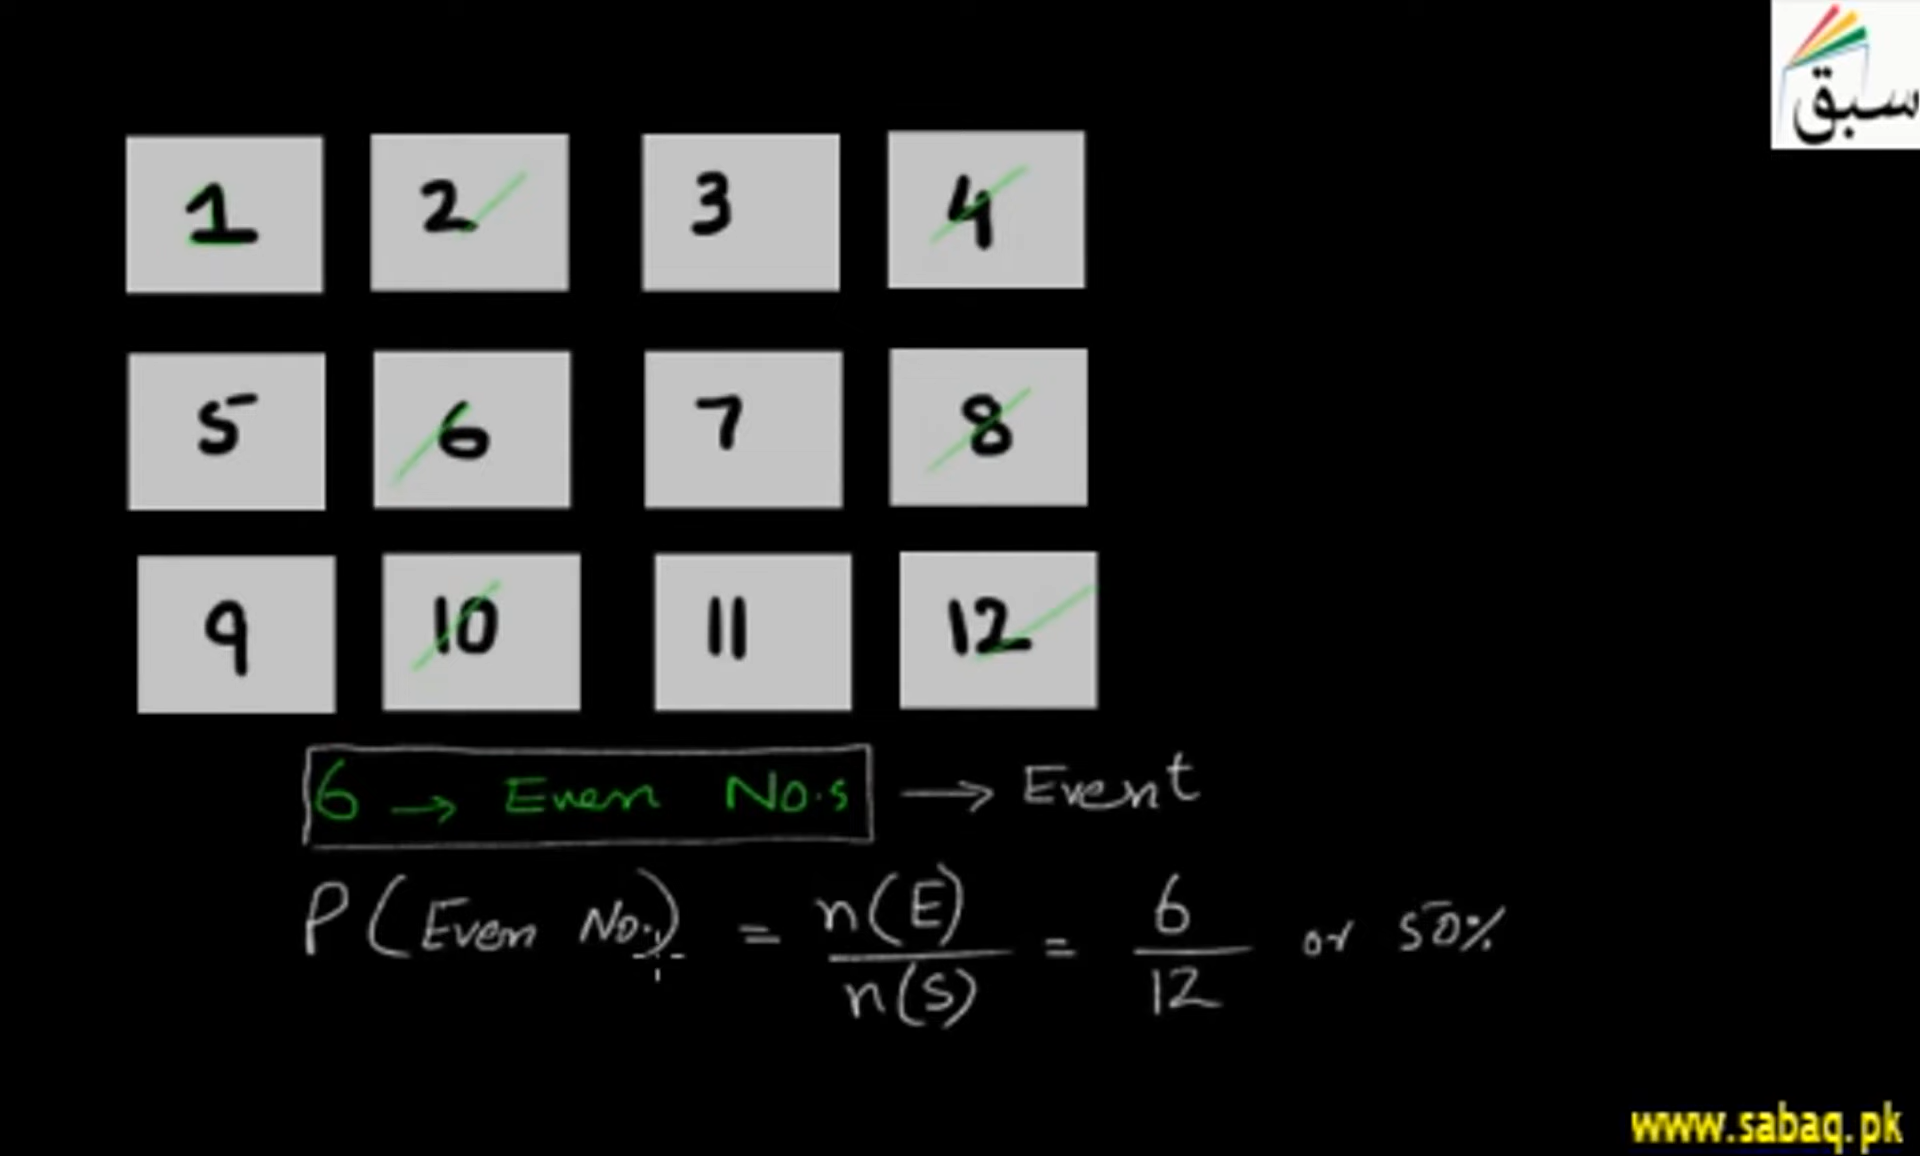 سبق
1 2 3 4
5 6 7 8
9 10 11 12
6 → Even No.s → Event
P(Even No.) = n(E)/n(S) = 6/12 or 50%
www.sabaq.pk